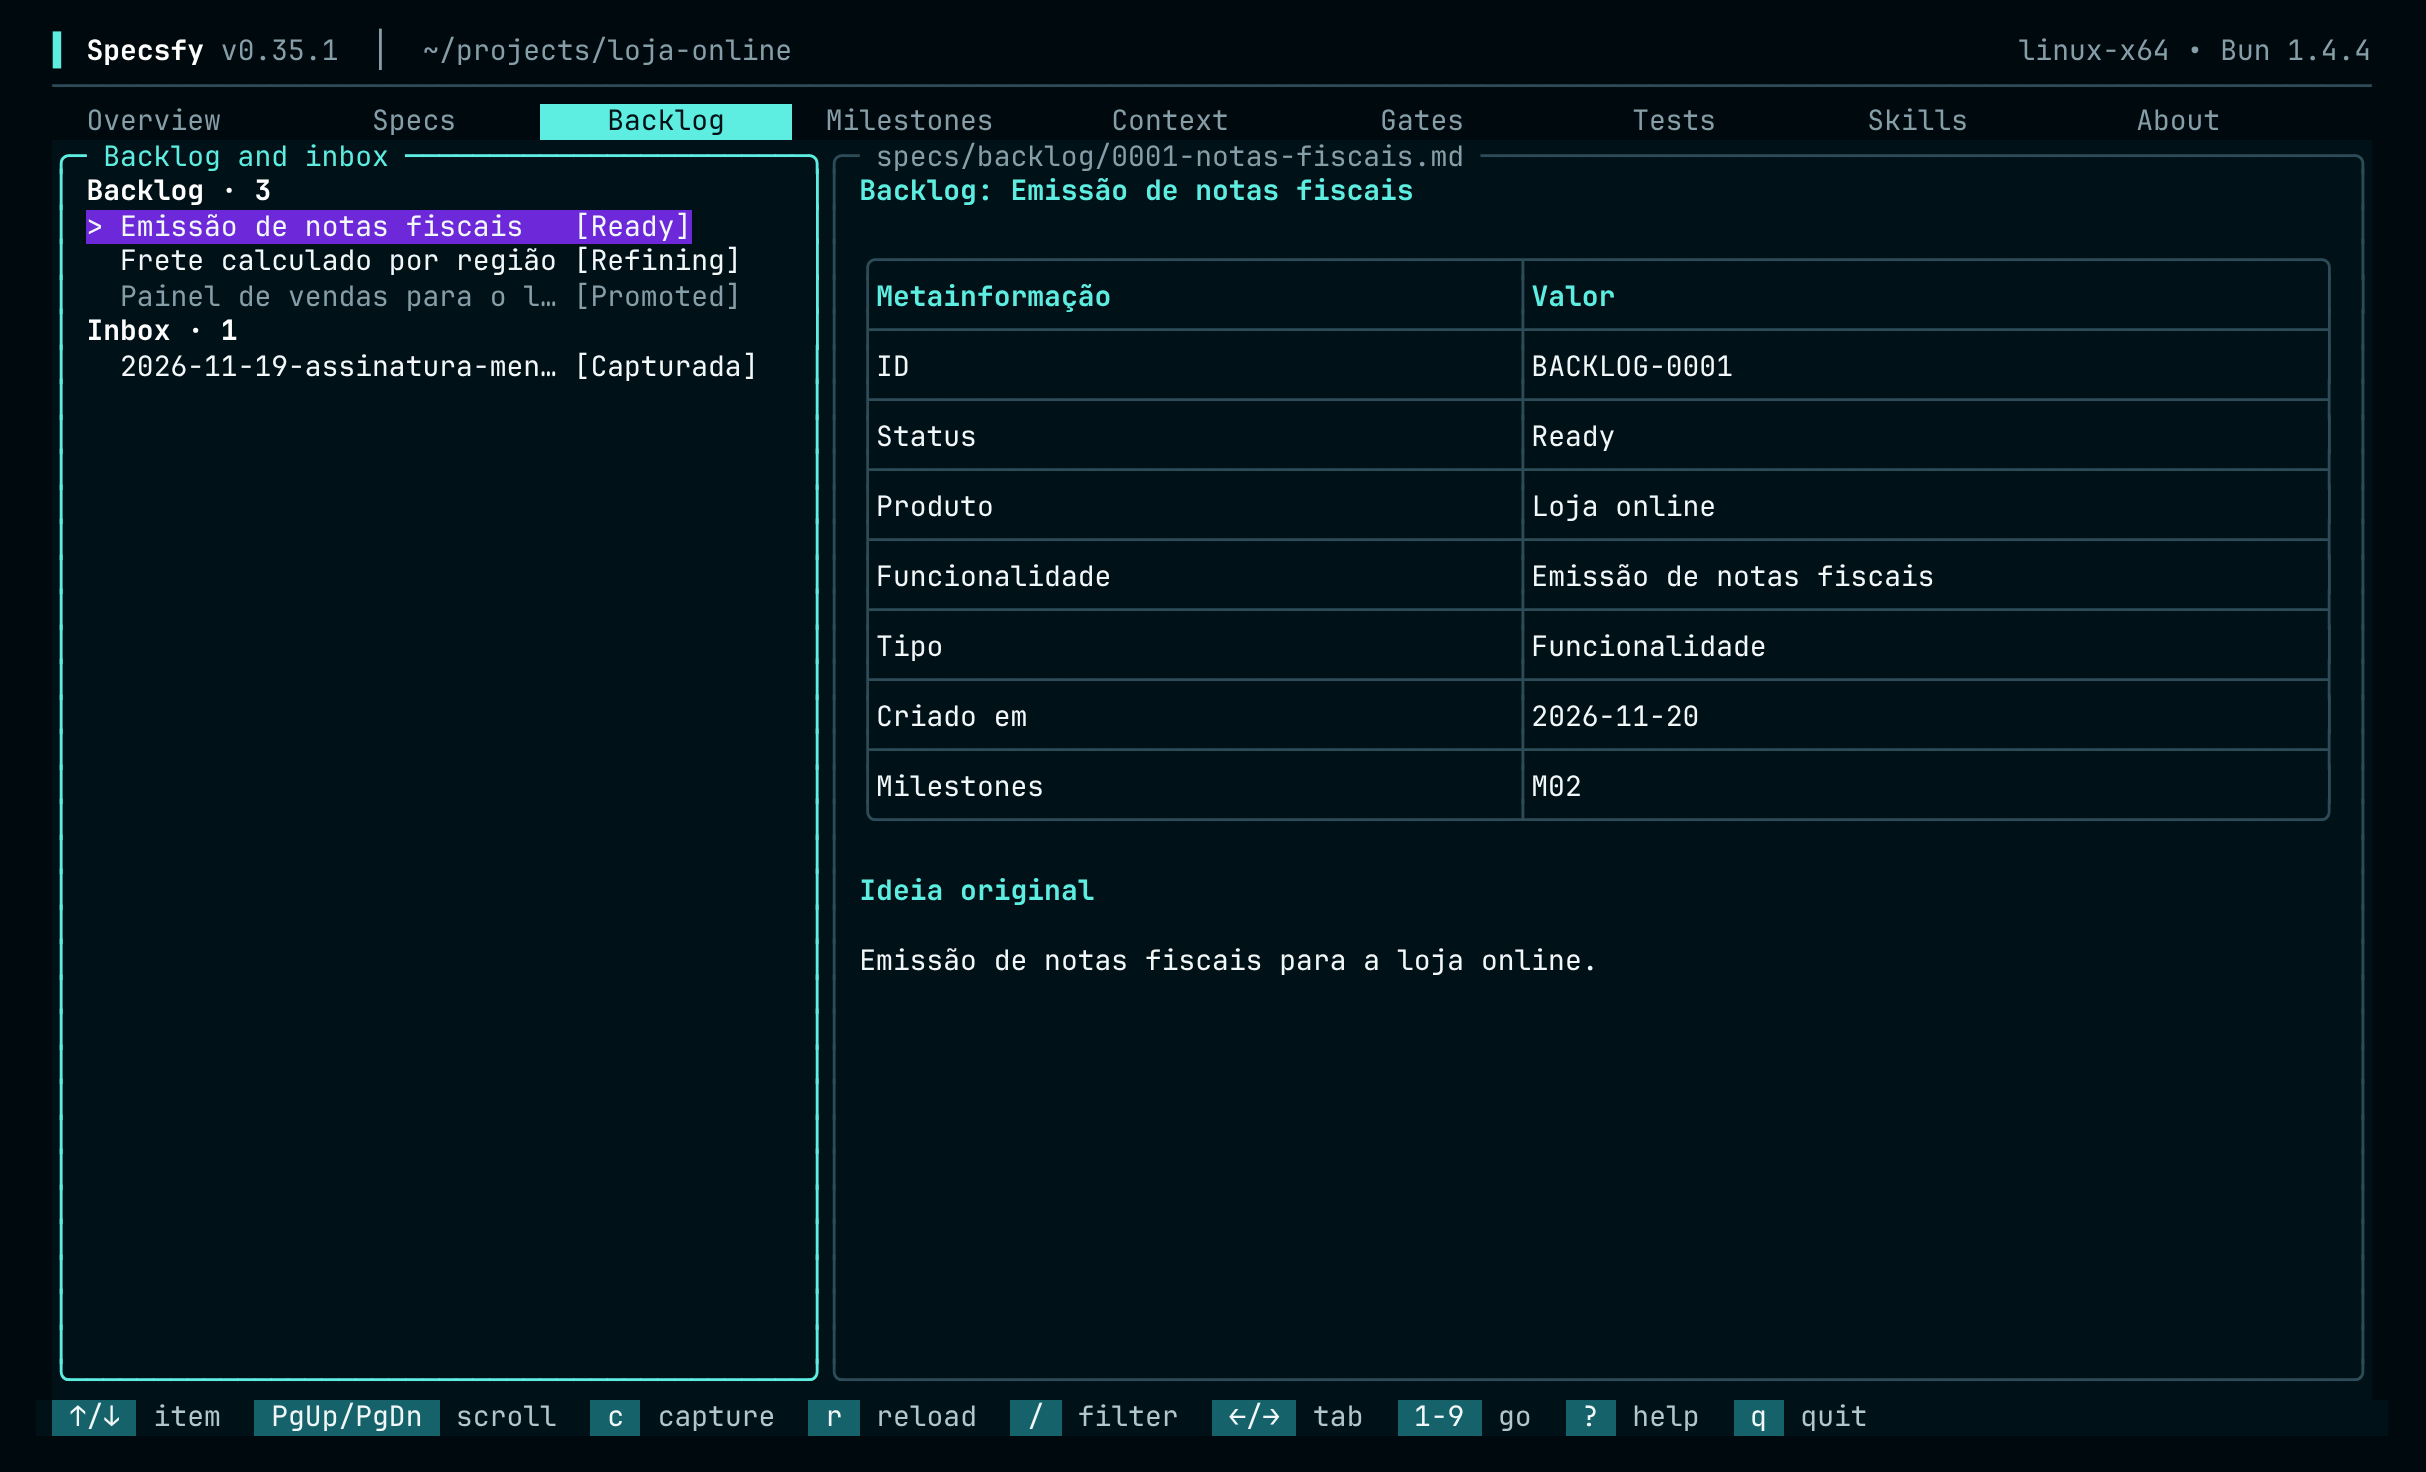 Specsfy v0.35.1 │ ~/projects/loja-online linux-x64 • Bun 1.4.4
Overview Specs Backlog Milestones Context Gates Tests Skills About
Backlog and inbox
Backlog · 3
> Emissão de notas fiscais [Ready]
Frete calculado por região [Refining]
Painel de vendas para o l… [Promoted]
Inbox · 1
2026-11-19-assinatura-men… [Capturada]
specs/backlog/0001-notas-fiscais.md
Backlog: Emissão de notas fiscais
Metainformação Valor
ID BACKLOG-0001
Status Ready
Produto Loja online
Funcionalidade Emissão de notas fiscais
Tipo Funcionalidade
Criado em 2026-11-20
Milestones M02
Ideia original
Emissão de notas fiscais para a loja online.
↑/↓ item PgUp/PgDn scroll c capture r reload / filter ←/→ tab 1-9 go ? help q quit